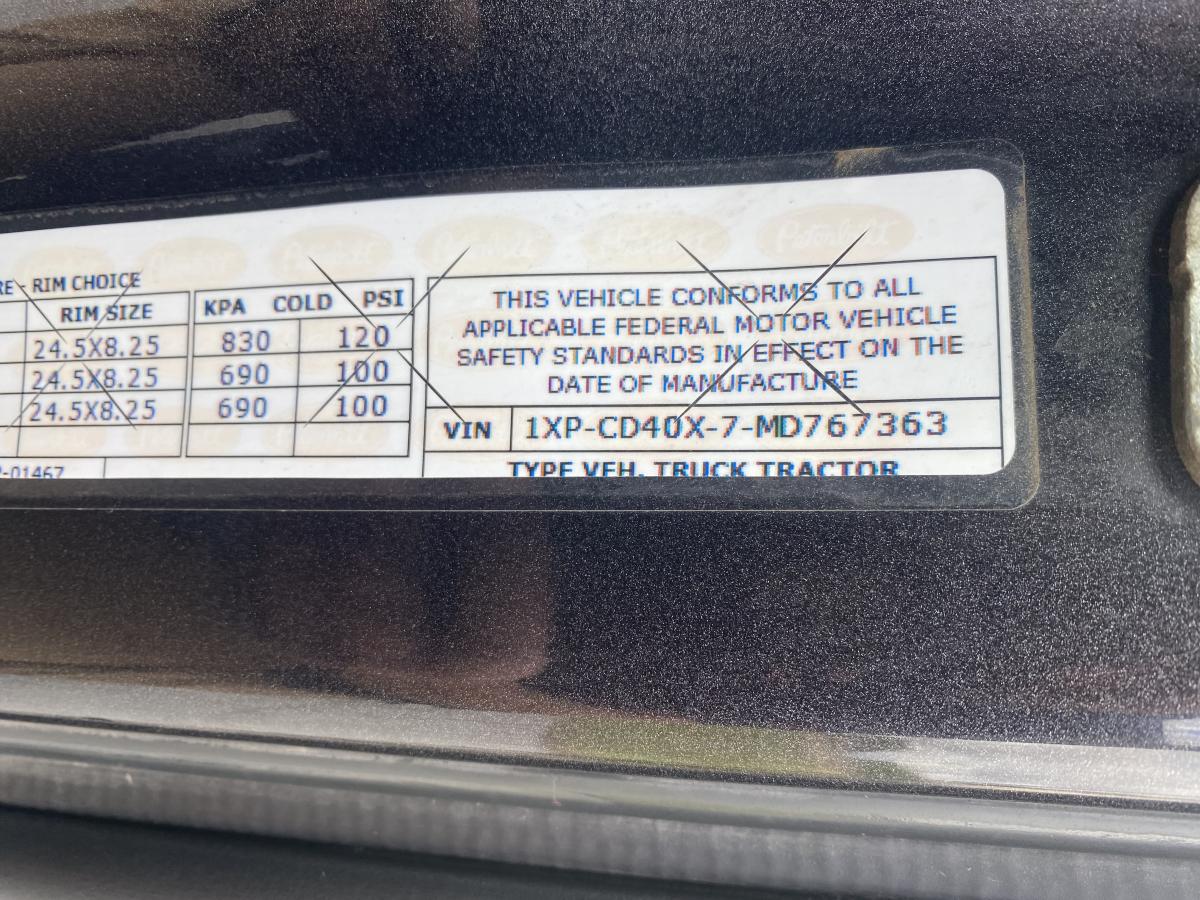 Peterbilt
RE - RIM CHOICE
RIM SIZE
24.5X8.25
24.5X8.25
24.5X8.25
KPA COLD PSI
830 120
690 100
690 100
THIS VEHICLE CONFORMS TO ALL
APPLICABLE FEDERAL MOTOR VEHICLE
SAFETY STANDARDS IN EFFECT ON THE
DATE OF MANUFACTURE
VIN 1XP-CD40X-7-MD767363
-01467
TYPE VEH. TRUCK TRACTOR